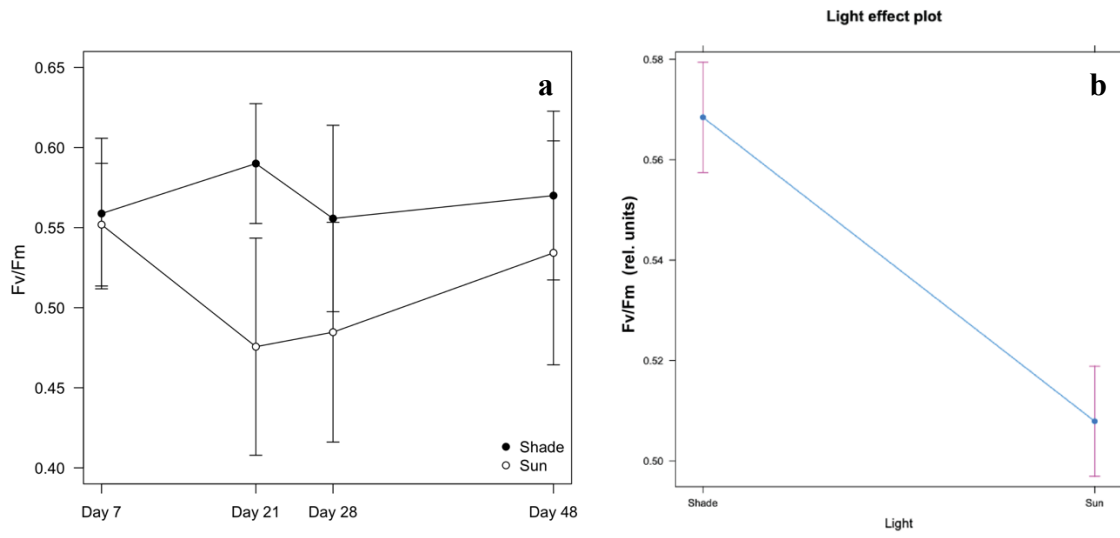 a
0.65
0.60
0.55
0.50
0.45
0.40
Fv/Fm
Shade
Sun
Day 7 Day 21 Day 28 Day 48
Light effect plot
b
0.58
0.56
0.54
0.52
0.50
Fv/Fm (rel. units)
Shade Sun
Light